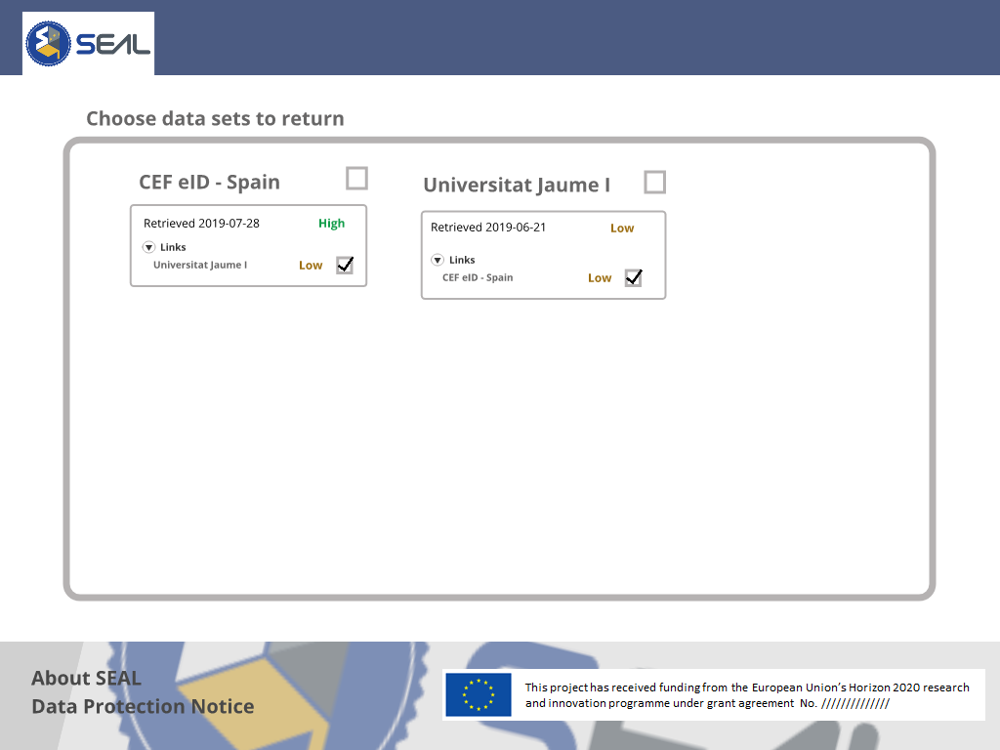 SEAL
Choose data sets to return
CEF eID - Spain
Retrieved 2019-07-28 High
Links
Universitat Jaume I Low
Universitat Jaume I
Retrieved 2019-06-21 Low
Links
CEF eID - Spain Low
About SEAL
Data Protection Notice
This project has received funding from the European Union’s Horizon 2020 research
and innovation programme under grant agreement No. //////////////